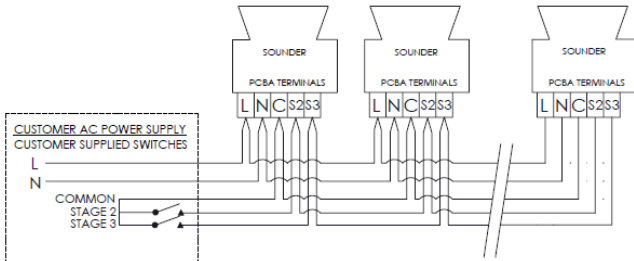 SOUNDER SOUNDER SOUNDER
PCBA TERMINALS PCBA TERMINALS PCBA TERMINALS
L N C S2 S3 L N C S2 S3 L N C S2 S3
CUSTOMER AC POWER SUPPLY
CUSTOMER SUPPLIED SWITCHES
L
N
COMMON
STAGE 2
STAGE 3